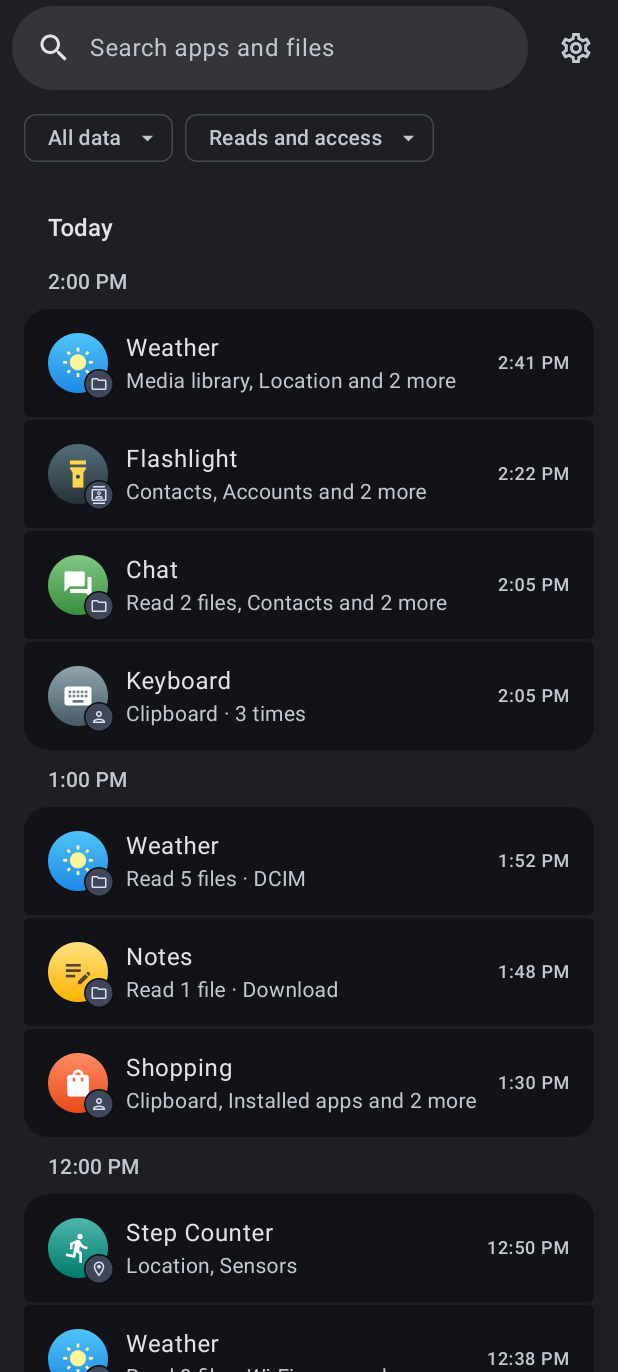 Search apps and files
All data
Reads and access
Today
2:00 PM
Weather
Media library, Location and 2 more
2:41 PM
Flashlight
Contacts, Accounts and 2 more
2:22 PM
Chat
Read 2 files, Contacts and 2 more
2:05 PM
Keyboard
Clipboard · 3 times
2:05 PM
1:00 PM
Weather
Read 5 files · DCIM
1:52 PM
Notes
Read 1 file · Download
1:48 PM
Shopping
Clipboard, Installed apps and 2 more
1:30 PM
12:00 PM
Step Counter
Location, Sensors
12:50 PM
Weather
12:38 PM